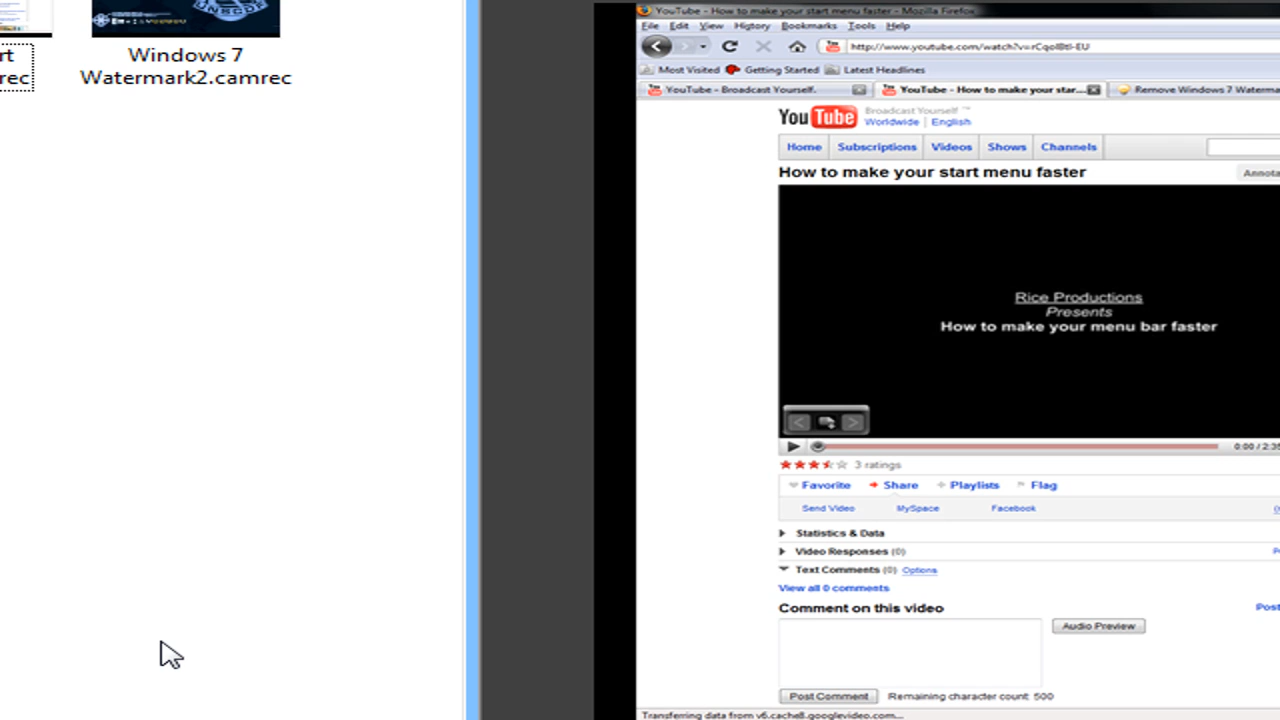 rt
rec
Windows 7
Watermark2.camrec
YouTube - How to make your start menu faster - Mozilla Firefox
File Edit View History Bookmarks Tools Help
http://www.youtube.com/watch?v=rCqol8tI-EU
Most Visited Getting Started Latest Headlines
YouTube - Broadcast Yourself. YouTube - How to make your star... Remove Windows 7 Waterma
YouTube Broadcast Yourself ™
Worldwide | English
Home Subscriptions Videos Shows Channels
How to make your start menu faster Annota
Rice Productions
Presents
How to make your menu bar faster
0:00 / 2:35
3 ratings
Favorite Share Playlists Flag
Send Video MySpace Facebook
Statistics & Data
Video Responses (0)
Text Comments (0) Options
View all 0 comments
Comment on this video Post
Audio Preview
Post Comment Remaining character count: 500
Transferring data from v6.cache8.googlevideo.com...